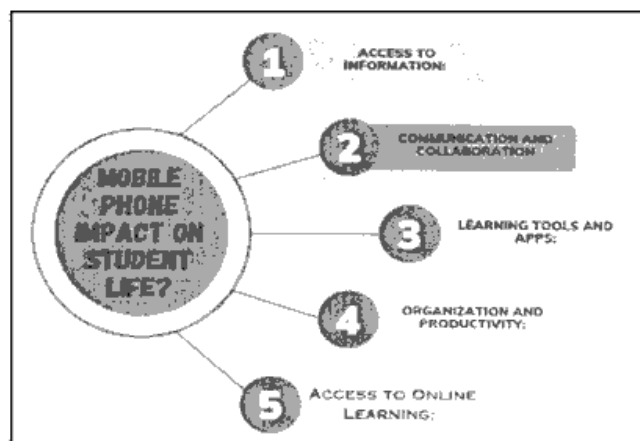 MOBILE
PHONE
IMPACT ON
STUDENT
LIFE?
1
ACCESS TO
INFORMATION:
2
COMMUNICATION AND
COLLABORATION
3
LEARNING TOOLS AND
APPS:
4
ORGANIZATION AND
PRODUCTIVITY:
5
ACCESS TO ONLINE
LEARNING: